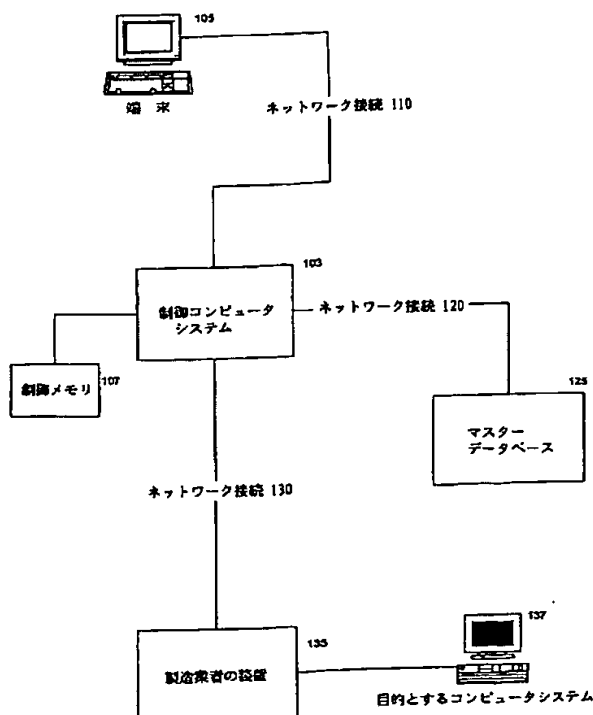 105
端末
ネットワーク接続 110
103
制御コンピュータ
システム
ネットワーク接続 120
制御メモリ
107
125
マスター
データベース
ネットワーク接続 130
135
製造業者の装置
137
目的とするコンピュータシステム